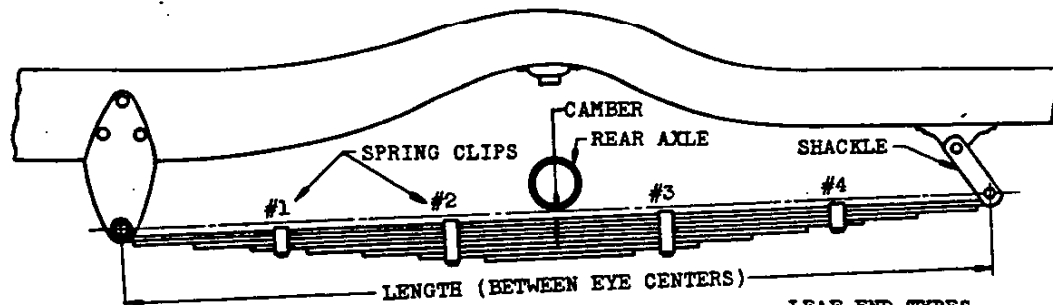 CAMBER
REAR AXLE
SPRING CLIPS
SHACKLE
#1
#2
#3
#4
LENGTH (BETWEEN EYE CENTERS)
LEAF END TYPES